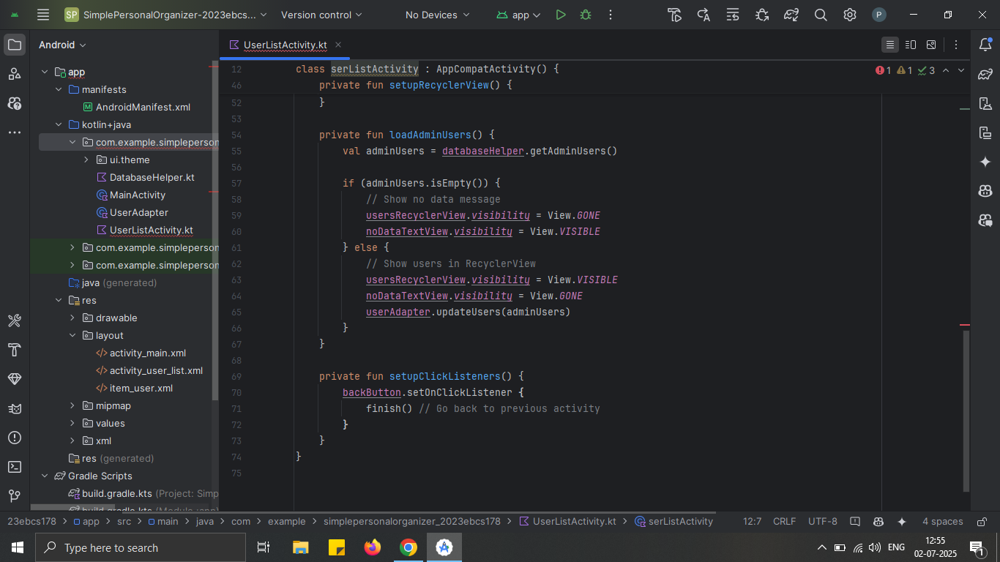 SP SimplePersonalOrganizer-2023ebcs... Version control No Devices app P
Android
UserListActivity.kt
app
manifests
AndroidManifest.xml
kotlin+java
com.example.simpleperson
ui.theme
DatabaseHelper.kt
MainActivity
UserAdapter
UserListActivity.kt
com.example.simpleperson
com.example.simpleperson
java (generated)
res
drawable
layout
activity_main.xml
activity_user_list.xml
item_user.xml
mipmap
values
xml
res (generated)
Gradle Scripts
build.gradle.kts (Project: Simp
build.gradle.kts (Module :app)
1 1 3
12 class serListActivity : AppCompatActivity() {
46 private fun setupRecyclerView() {
52 }
53
54 private fun loadAdminUsers() {
55 val adminUsers = databaseHelper.getAdminUsers()
56
57 if (adminUsers.isEmpty()) {
58 // Show no data message
59 usersRecyclerView.visibility = View.GONE
60 noDataTextView.visibility = View.VISIBLE
61 } else {
62 // Show users in RecyclerView
63 usersRecyclerView.visibility = View.VISIBLE
64 noDataTextView.visibility = View.GONE
65 userAdapter.updateUsers(adminUsers)
66 }
67 }
68
69 private fun setupClickListeners() {
70 backButton.setOnClickListener {
71 finish() // Go back to previous activity
72 }
73 }
74 }
75
23ebcs178 > app > src > main > java > com > example > simplepersonalorganizer_2023ebcs178 > UserListActivity.kt > serListActivity 12:7 CRLF UTF-8 4 spaces
Type here to search
ENG
12:55
02-07-2025
1